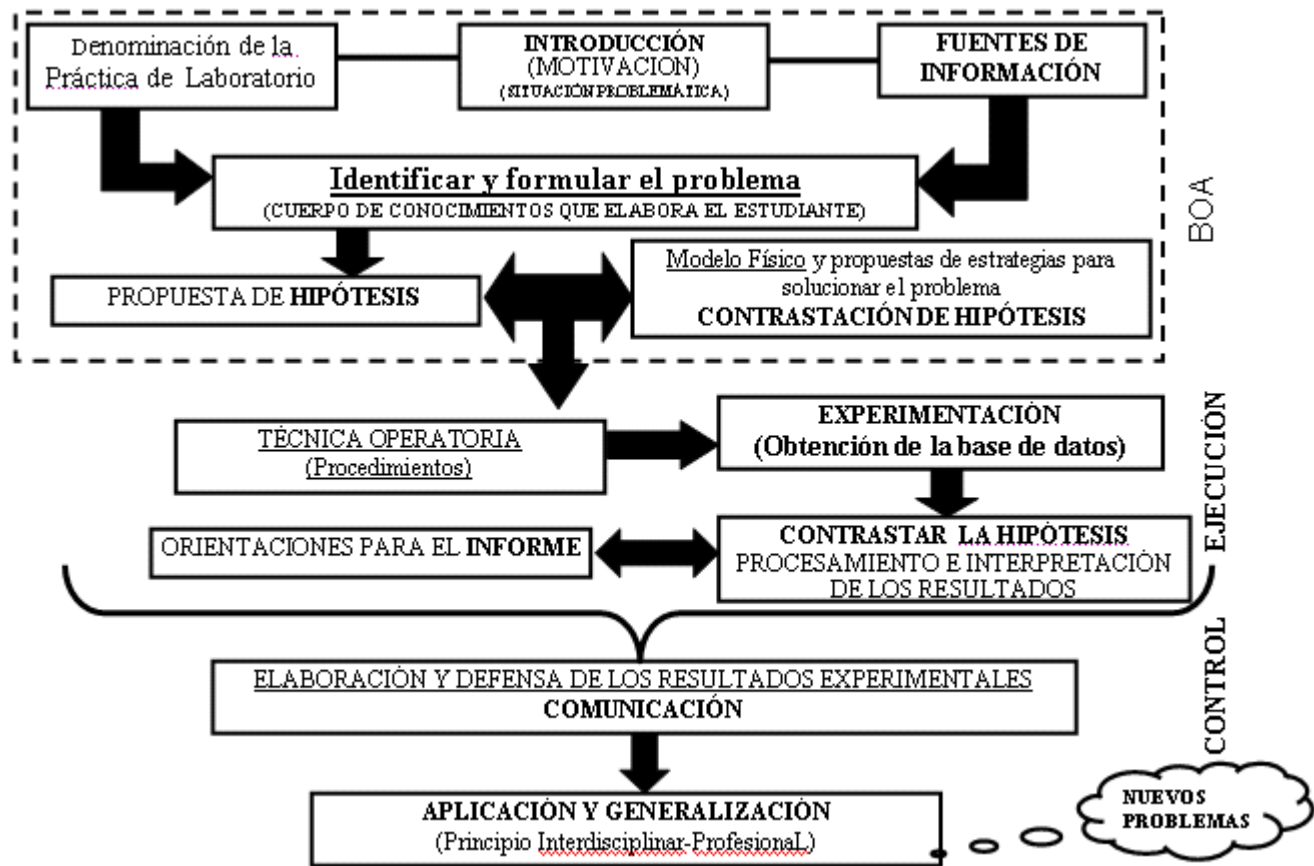 Denominación de la
Práctica de Laboratorio
INTRODUCCIÓN
(MOTIVACION)
(SITUACIÓN PROBLEMÁTICA)
FUENTES DE
INFORMACIÓN
Identificar y formular el problema
(CUERPO DE CONOCIMIENTOS QUE ELABORA EL ESTUDIANTE)
BOA
PROPUESTA DE HIPÓTESIS
Modelo Físico y propuestas de estrategias para
solucionar el problema
CONTRASTACIÓN DE HIPÓTESIS
TÉCNICA OPERATORIA
(Procedimientos)
EXPERIMENTACIÓN
(Obtención de la base de datos)
EJECUCIÓN
ORIENTACIONES PARA EL INFORME
CONTRASTAR LA HIPÓTESIS
PROCESAMIENTO E INTERPRETACIÓN
DE LOS RESULTADOS
ELABORACIÓN Y DEFENSA DE LOS RESULTADOS EXPERIMENTALES
COMUNICACIÓN
CONTROL
APLICACIÓN Y GENERALIZACIÓN
(Principio Interdisciplinar-ProfesionaL)
NUEVOS
PROBLEMAS